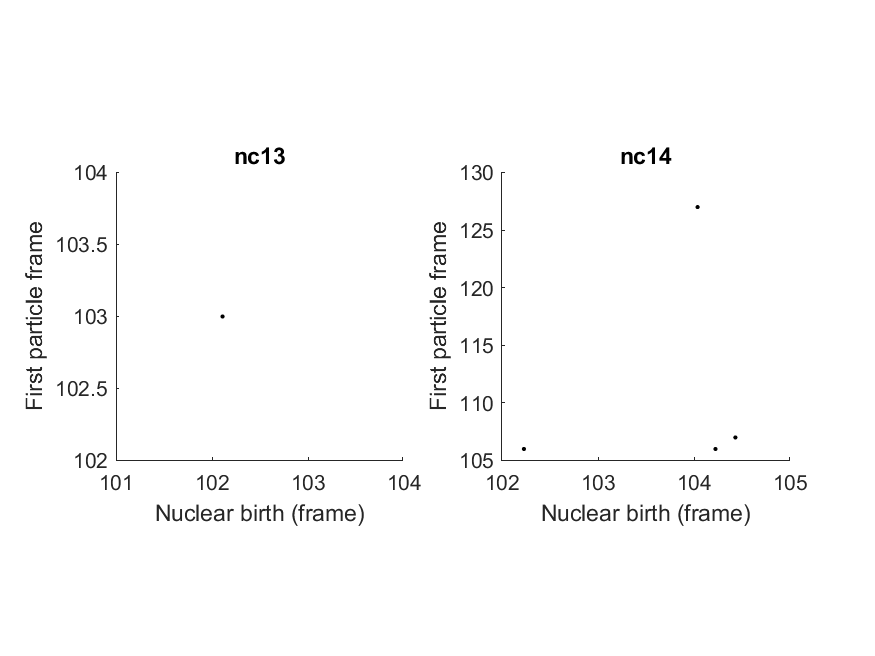 nc13
104
103.5
103
102.5
102
First particle frame
101 102 103 104
Nuclear birth (frame)
nc14
130
125
120
115
110
105
First particle frame
102 103 104 105
Nuclear birth (frame)